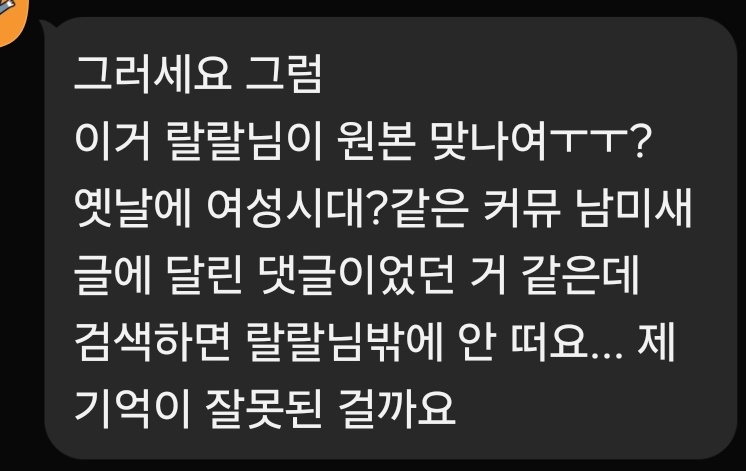 그러세요 그럼
이거 랄랄님이 원본 맞나여ㅜㅜ?
옛날에 여성시대?같은 커뮤 남미새
글에 달린 댓글이었던 거 같은데
검색하면 랄랄님밖에 안 떠요... 제
기억이 잘못된 걸까요